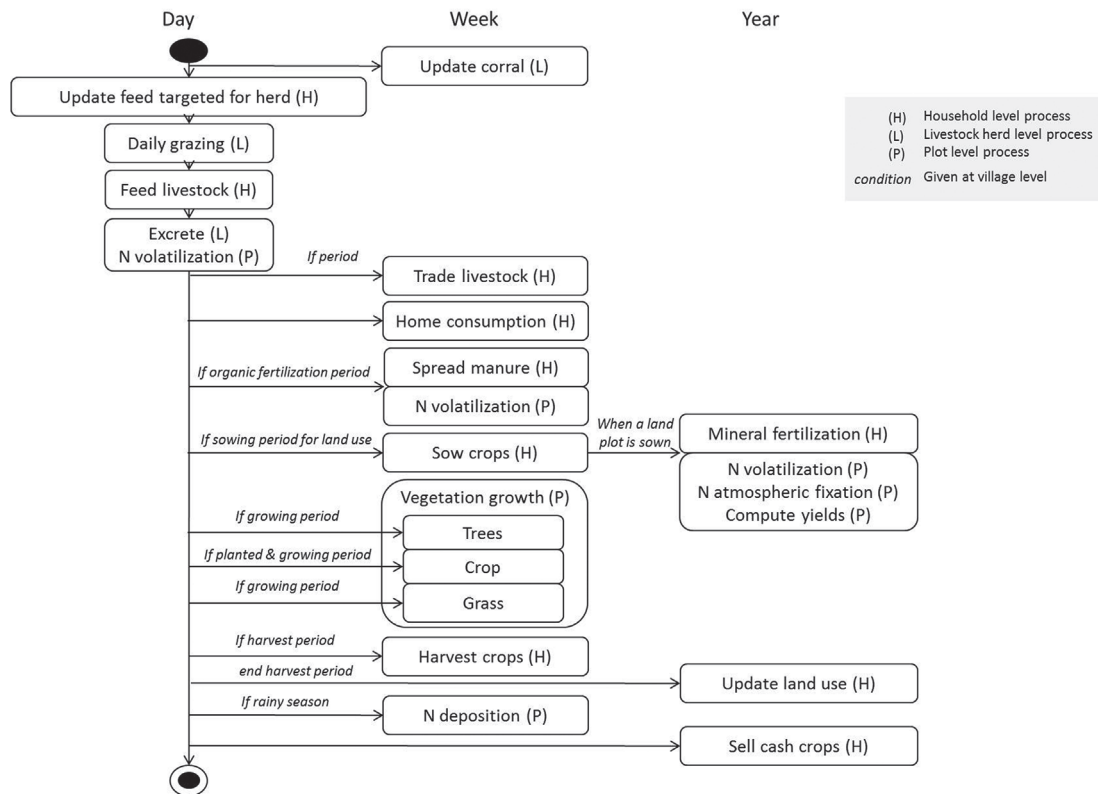 Day
Week
Year
Update corral (L)
Update feed targeted for herd (H)
Daily grazing (L)
Feed livestock (H)
Excrete (L)
N volatilization (P)
(H) Household level process
(L) Livestock herd level process
(P) Plot level process
condition Given at village level
If period
Trade livestock (H)
Home consumption (H)
If organic fertilization period
Spread manure (H)
N volatilization (P)
If sowing period for land use
Sow crops (H)
When a land
plot is sown
Mineral fertilization (H)
N volatilization (P)
N atmospheric fixation (P)
Compute yields (P)
Vegetation growth (P)
If growing period
Trees
If planted & growing period
Crop
If growing period
Grass
If harvest period
Harvest crops (H)
end harvest period
Update land use (H)
If rainy season
N deposition (P)
Sell cash crops (H)